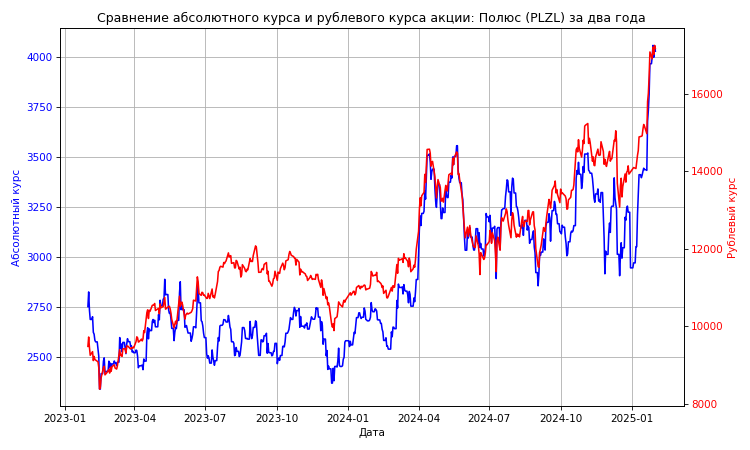 Сравнение абсолютного курса и рублевого курса акции: Полюс (PLZL) за два года
4000
3750
3500
3250
3000
2750
2500
Абсолютный курс
16000
14000
12000
10000
8000
Рублевый курс
2023-01 2023-04 2023-07 2023-10 2024-01 2024-04 2024-07 2024-10 2025-01
Дата